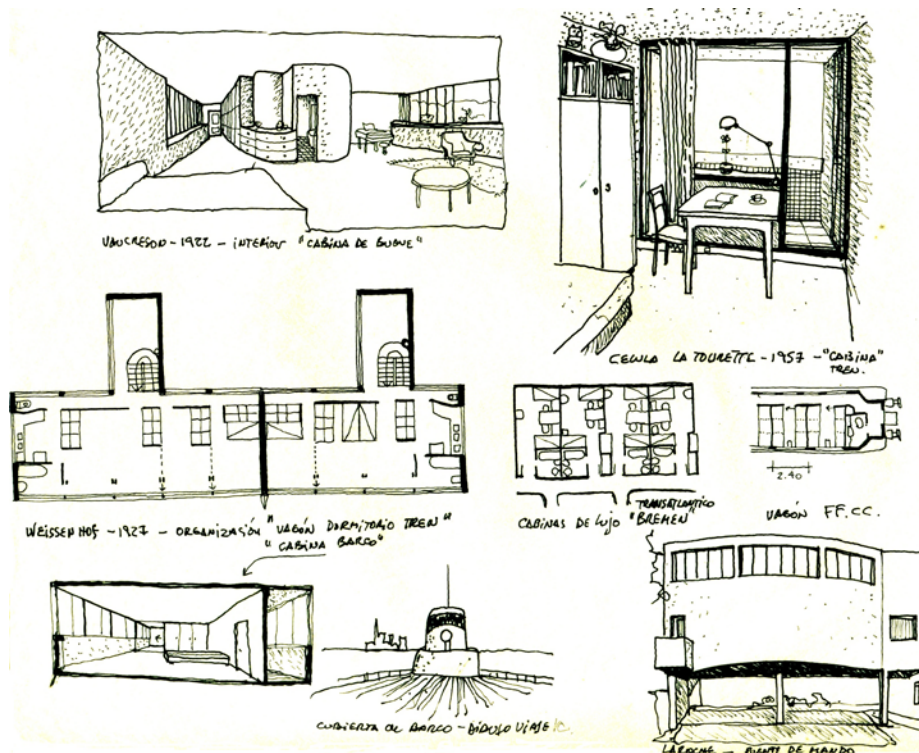 VAUCRESON - 1922 - INTERIOR "CABINA DE BUQUE"
CELULA LA TOURETTE - 1957 - "CABINA"
TREN.
WEISSENHOF - 1927 - ORGANIZACIÓN "VAGÓN DORMITORIO TREN"
"CABINA BARCO"
CABINAS DE LUJO
TRANSATLANTICO
"BREMEN"
2.40
VAGÓN FF.CC.
CUBIERTA DE BARCO - DIBUJO VIAJE
LAROCHE - PUENTE DE MANDO